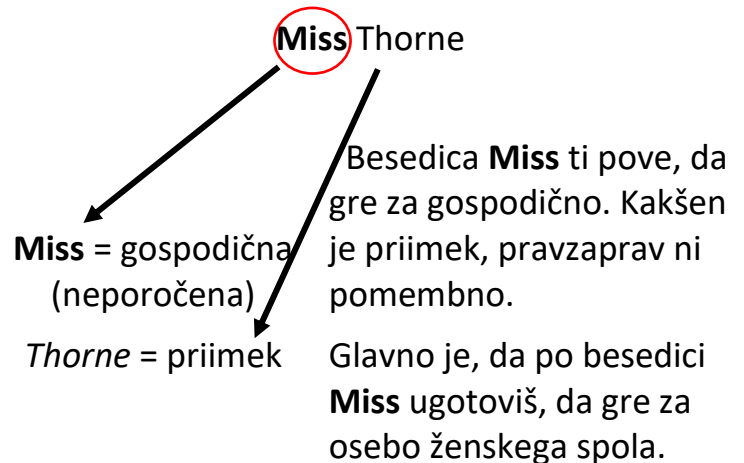 Miss Thorne
Besedica Miss ti pove, da
gre za gospodično. Kakšen
je priimek, pravzaprav ni
pomembno.
Miss = gospodična
(neporočena)
Thorne = priimek
Glavno je, da po besedici
Miss ugotoviš, da gre za
osebo ženskega spola.